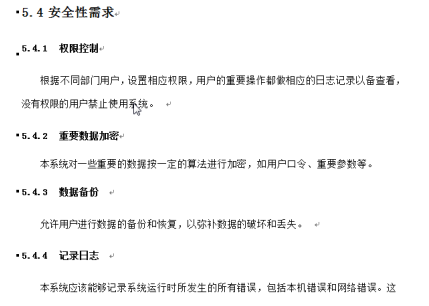 5.4 安全性需求
5.4.1 权限控制
根据不同部门用户，设置相应权限，用户的重要操作都做相应的日志记录以备查看，
没有权限的用户禁止使用系统。
5.4.2 重要数据加密
本系统对一些重要的数据按一定的算法进行加密，如用户口令、重要参数等。
5.4.3 数据备份
允许用户进行数据的备份和恢复，以弥补数据的破坏和丢失。
5.4.4 记录日志
本系统应该能够记录系统运行时所发生的所有错误，包括本机错误和网络错误。这